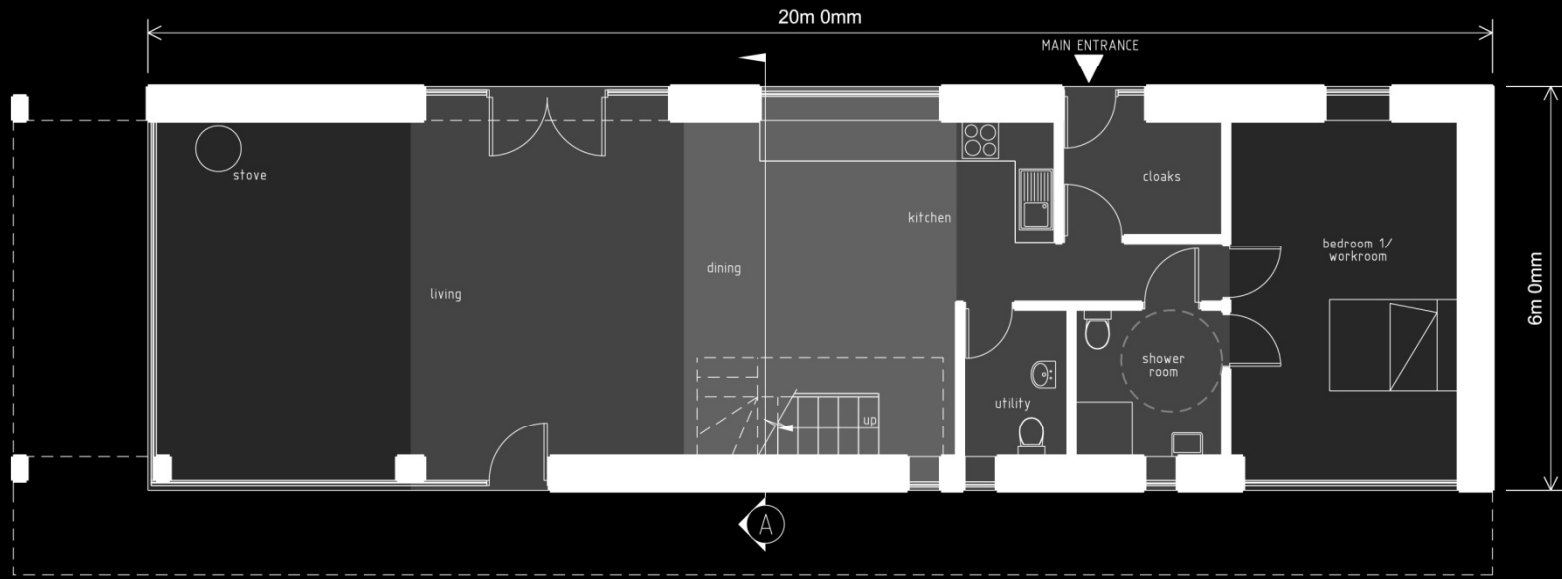 20m 0mm
MAIN ENTRANCE
stove
cloaks
kitchen
bedroom 1/
workroom
dining
living
6m 0mm
shower
room
utility
up
A